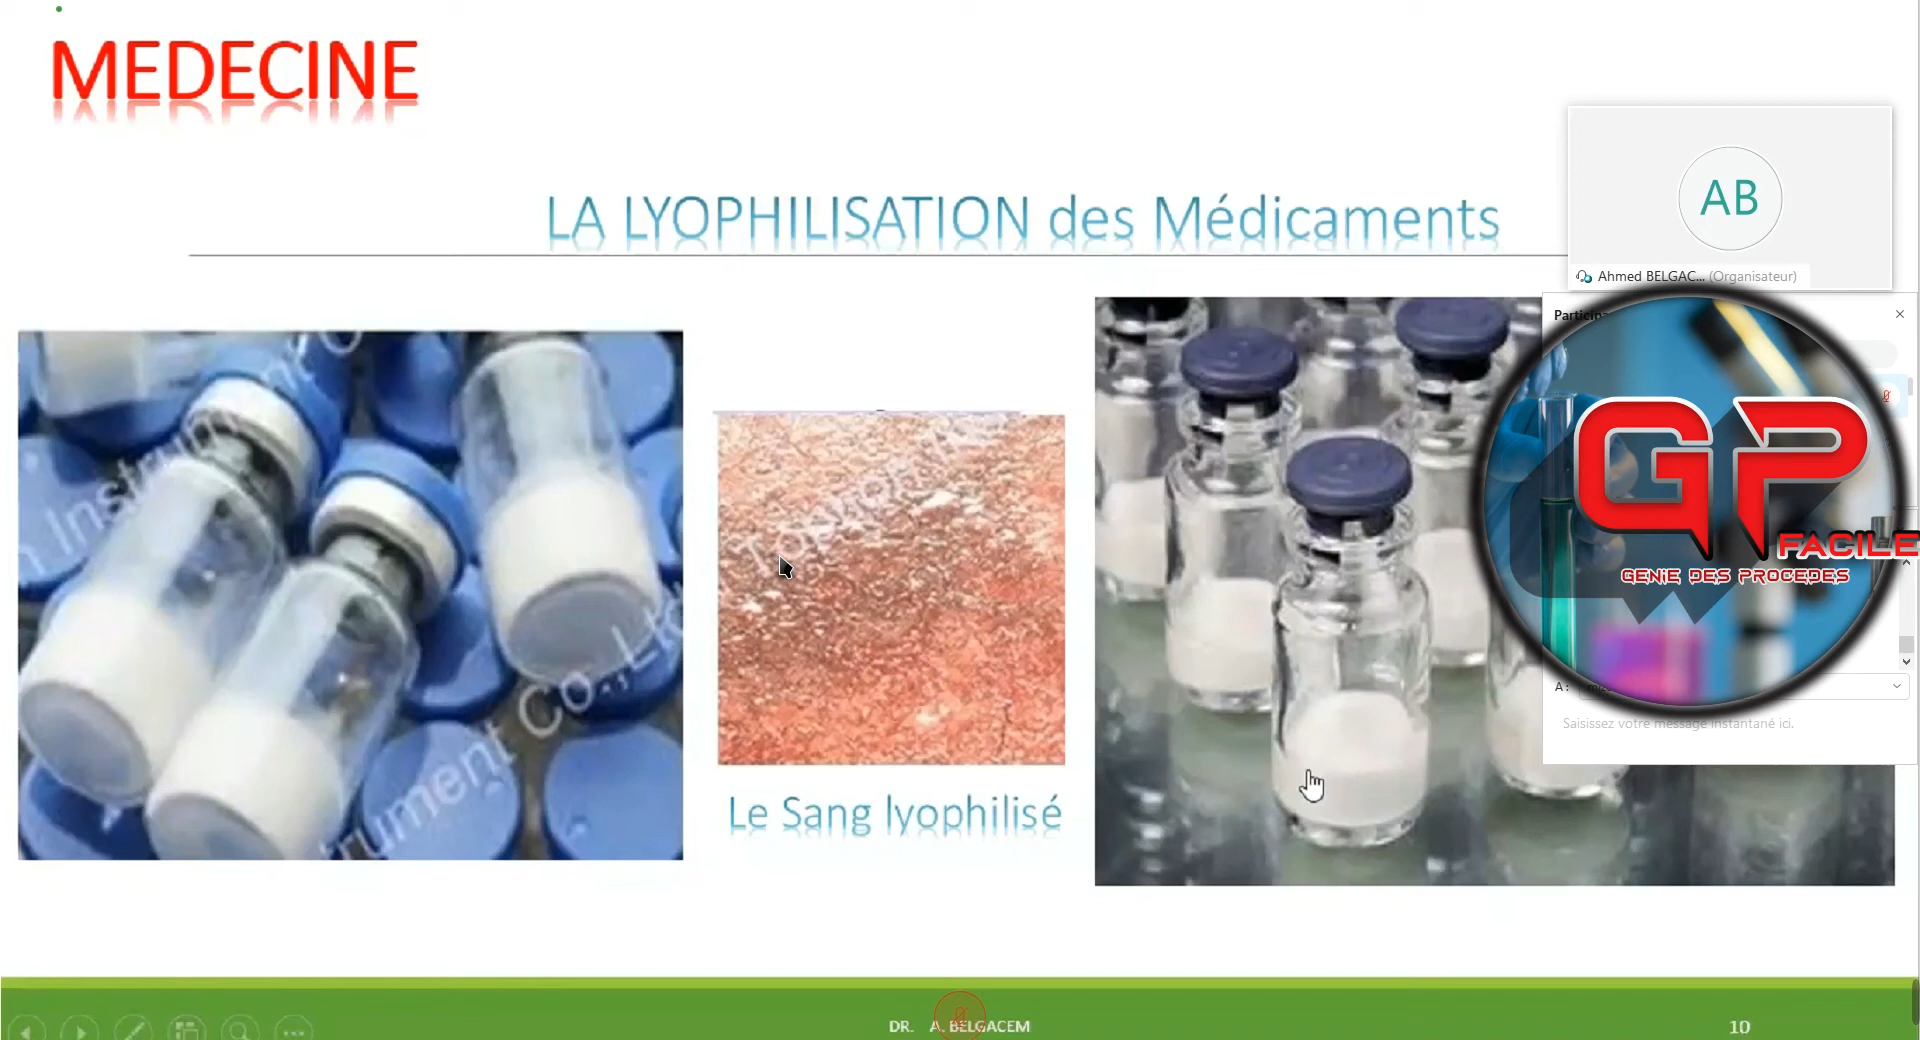 MEDECINE
LA LYOPHILISATION des Médicaments
AB
Ahmed BELGAC... (Organisateur)
GP
FACILE
GENIE DES PROCEDES
A :
Saisissez votre message instantané ici.
Le Sang lyophilisé
DR. A. BELGACEM
10